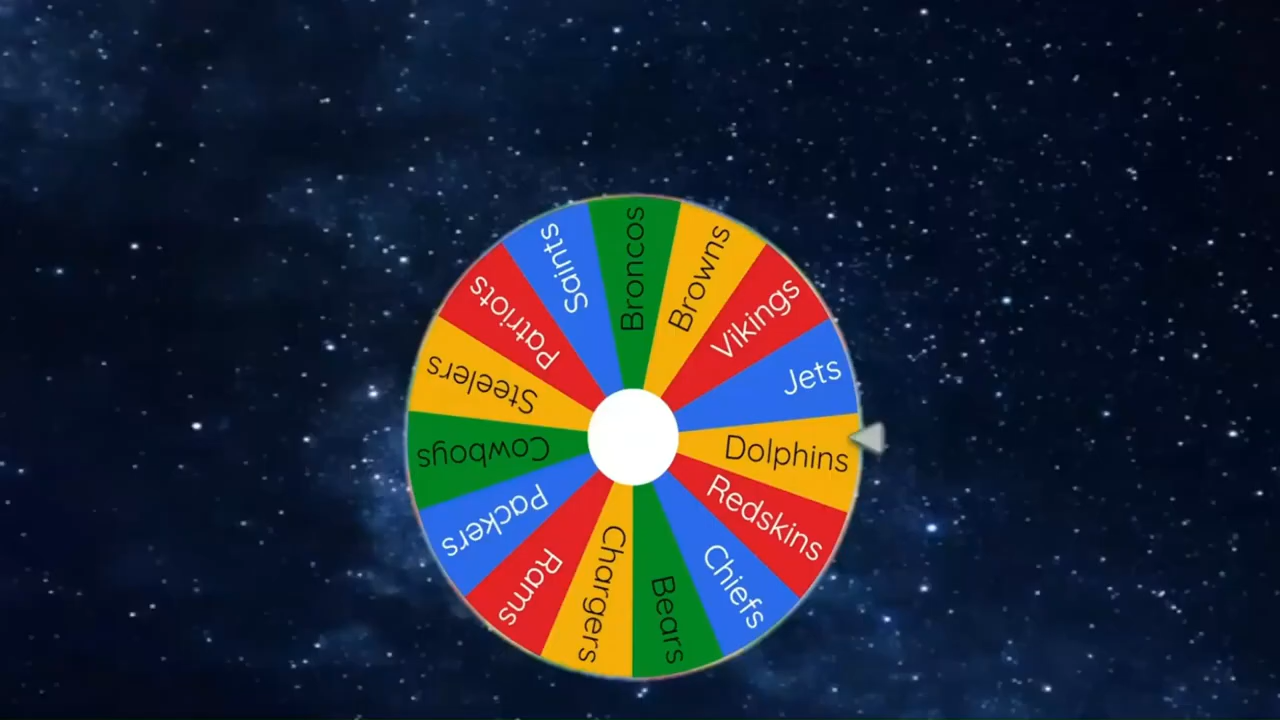 Broncos
Browns
Vikings
Jets
Dolphins
Redskins
Chiefs
Bears
Chargers
Rams
Packers
Cowboys
Steelers
Patriots
Saints